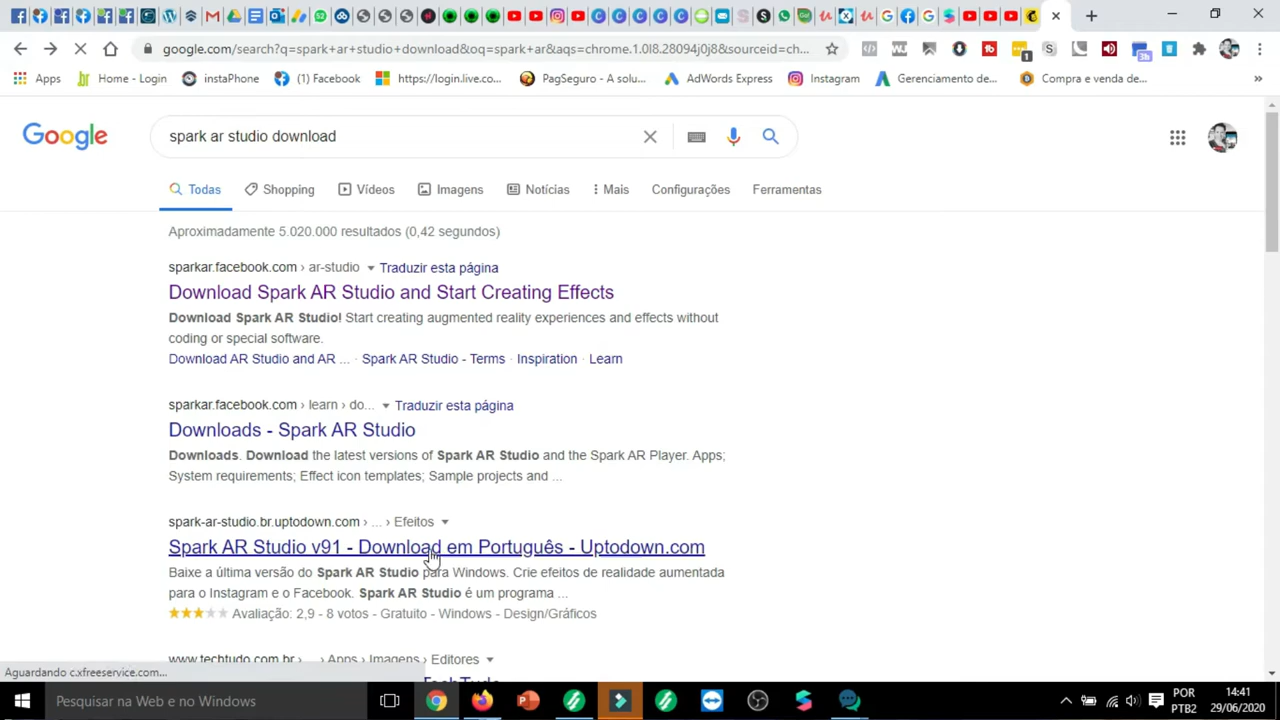 google.com/search?q=spark+ar+studio+download&oq=spark+ar&aqs=chrome.1.0l8.28094j0j8&sourceid=ch...
Apps Home - Login instaPhone (1) Facebook https://login.live.co... PagSeguro - A solu... AdWords Express Instagram Gerenciamento de... Compra e venda de... »
Google spark ar studio download
Todas Shopping Vídeos Imagens Notícias Mais Configurações Ferramentas
Aproximadamente 5.020.000 resultados (0,42 segundos)
sparkar.facebook.com › ar-studio Traduzir esta página
Download Spark AR Studio and Start Creating Effects
Download Spark AR Studio! Start creating augmented reality experiences and effects without
coding or special software.
Download AR Studio and AR ... · Spark AR Studio - Terms · Inspiration · Learn
sparkar.facebook.com › learn › do... Traduzir esta página
Downloads - Spark AR Studio
Downloads. Download the latest versions of Spark AR Studio and the Spark AR Player. Apps;
System requirements; Effect icon templates; Sample projects and ...
spark-ar-studio.br.uptodown.com › ... › Efeitos
Spark AR Studio v91 - Download em Português - Uptodown.com
Baixe a última versão do Spark AR Studio para Windows. Crie efeitos de realidade aumentada
para o Instagram e o Facebook. Spark AR Studio é um programa ...
Avaliação: 2,9 - 8 votos - Gratuito - Windows - Design/Gráficos
www.techtudo.com.br › ... › Apps › Imagens › Editores
TechTudo
Aguardando c.xfreeservice.com...
Pesquisar na Web e no Windows
POR 14:41
PTB2 29/06/2020